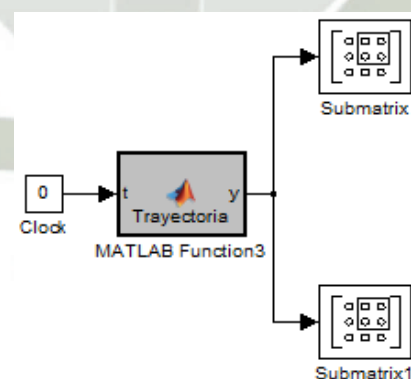 Submatrix
0
Clock
t
y
Trayectoria
MATLAB Function3
Submatrix1